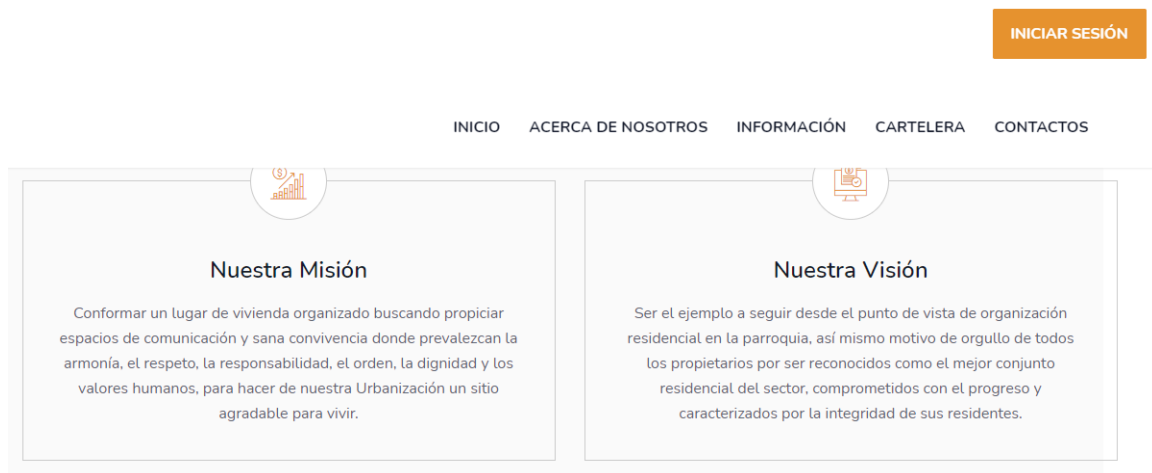 INICIAR SESIÓN
INICIO ACERCA DE NOSOTROS INFORMACIÓN CARTELERA CONTACTOS
Nuestra Misión
Conformar un lugar de vivienda organizado buscando propiciar
espacios de comunicación y sana convivencia donde prevalezcan la
armonía, el respeto, la responsabilidad, el orden, la dignidad y los
valores humanos, para hacer de nuestra Urbanización un sitio
agradable para vivir.
Nuestra Visión
Ser el ejemplo a seguir desde el punto de vista de organización
residencial en la parroquia, así mismo motivo de orgullo de todos
los propietarios por ser reconocidos como el mejor conjunto
residencial del sector, comprometidos con el progreso y
caracterizados por la integridad de sus residentes.